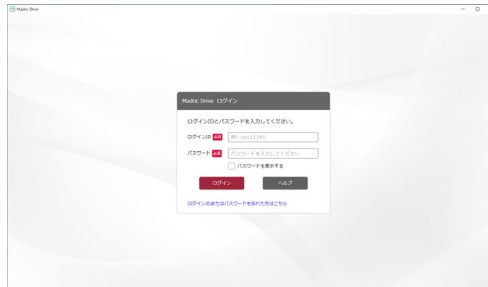 Madric Drive
Madric Drive ログイン
ログインIDとパスワードを入力してください。
ログインID 必須 例）cps12345
パスワード 必須 パスワードを入力してください
パスワードを表示する
ログイン ヘルプ
ログインIDまたはパスワードを忘れた方はこちら